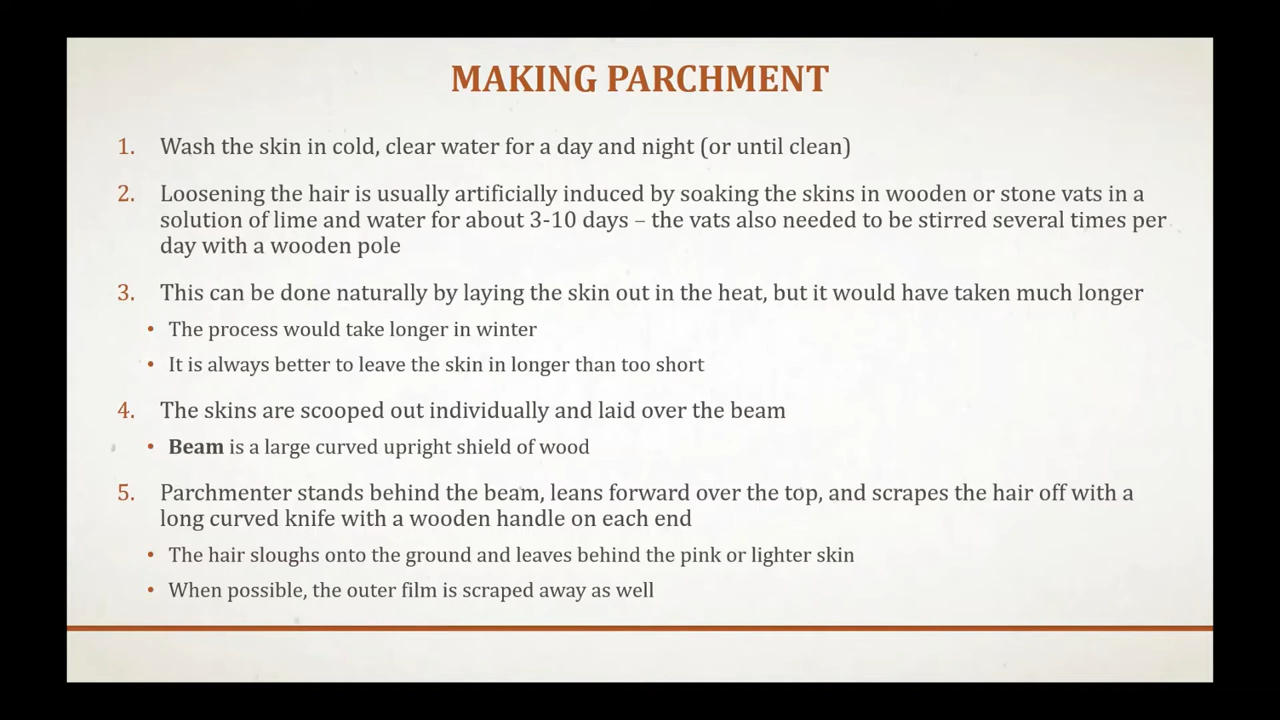 MAKING PARCHMENT
1. Wash the skin in cold, clear water for a day and night (or until clean)
2. Loosening the hair is usually artificially induced by soaking the skins in wooden or stone vats in a
solution of lime and water for about 3-10 days – the vats also needed to be stirred several times per
day with a wooden pole
3. This can be done naturally by laying the skin out in the heat, but it would have taken much longer
• The process would take longer in winter
• It is always better to leave the skin in longer than too short
4. The skins are scooped out individually and laid over the beam
• Beam is a large curved upright shield of wood
5. Parchmenter stands behind the beam, leans forward over the top, and scrapes the hair off with a
long curved knife with a wooden handle on each end
• The hair sloughs onto the ground and leaves behind the pink or lighter skin
• When possible, the outer film is scraped away as well